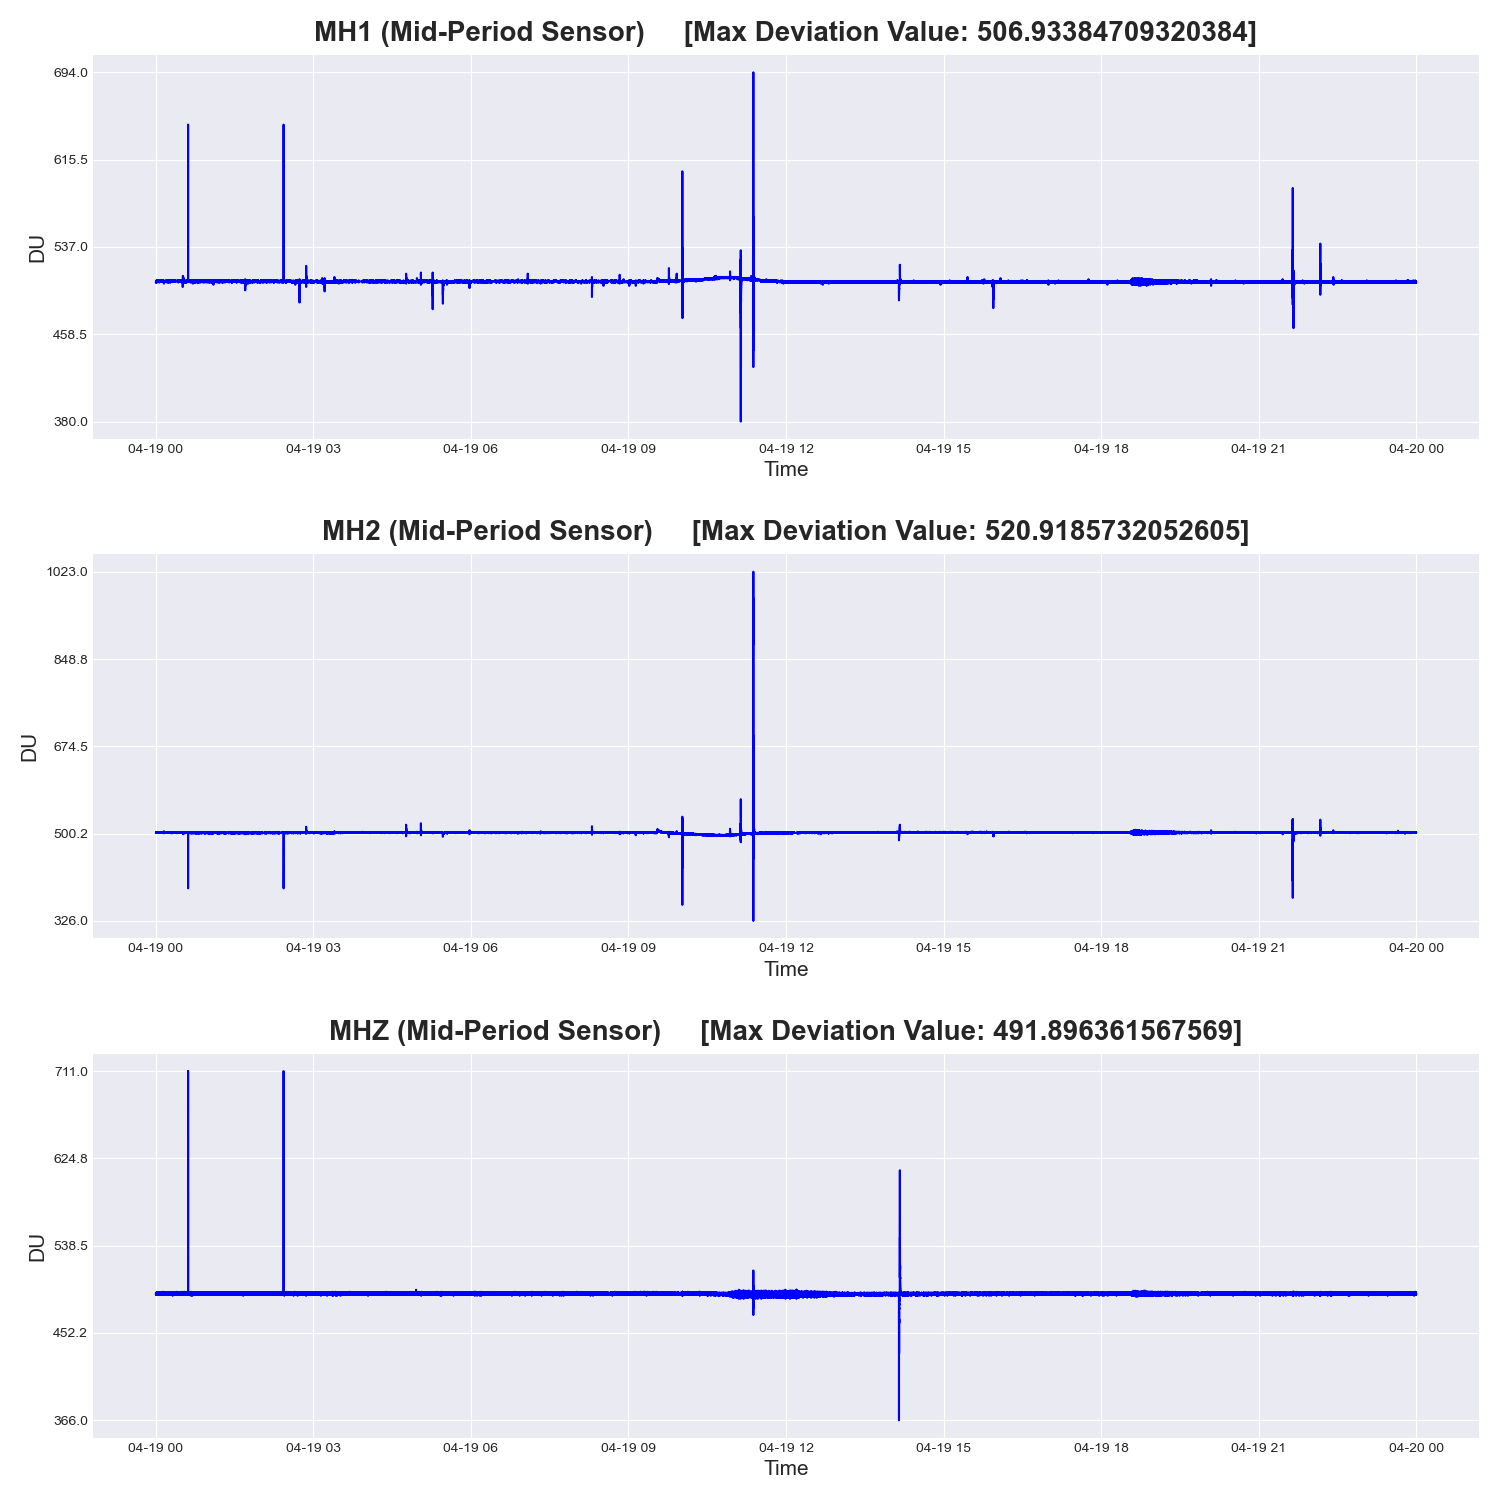 MH1 (Mid-Period Sensor) [Max Deviation Value: 506.93384709320384]
694.0
615.5
537.0
458.5
380.0
DU
04-19 00 04-19 03 04-19 06 04-19 09 04-19 12 04-19 15 04-19 18 04-19 21 04-20 00
Time
MH2 (Mid-Period Sensor) [Max Deviation Value: 520.9185732052605]
1023.0
848.8
674.5
500.2
326.0
DU
04-19 00 04-19 03 04-19 06 04-19 09 04-19 12 04-19 15 04-19 18 04-19 21 04-20 00
Time
MHZ (Mid-Period Sensor) [Max Deviation Value: 491.896361567569]
711.0
624.8
538.5
452.2
366.0
DU
04-19 00 04-19 03 04-19 06 04-19 09 04-19 12 04-19 15 04-19 18 04-19 21 04-20 00
Time